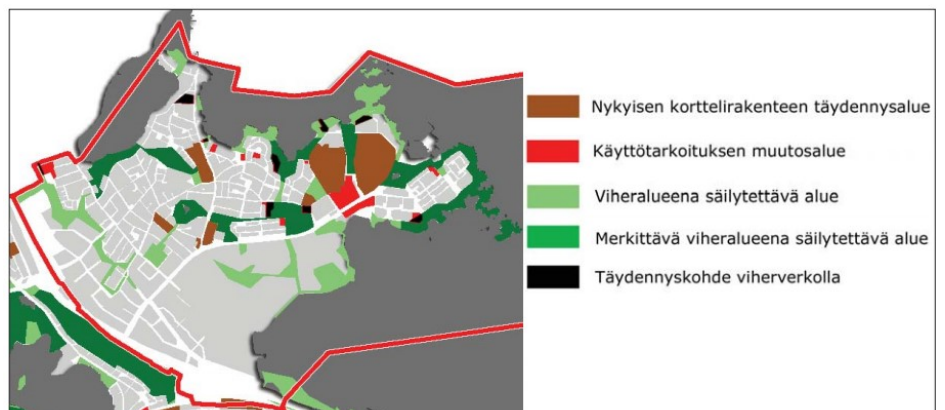 Nykyisen korttelirakenteen täydennysalue
Käyttötarkoituksen muutosalue
Viheralueena säilytettävä alue
Merkittävä viheralueena säilytettävä alue
Täydennyskohde viherverkolla